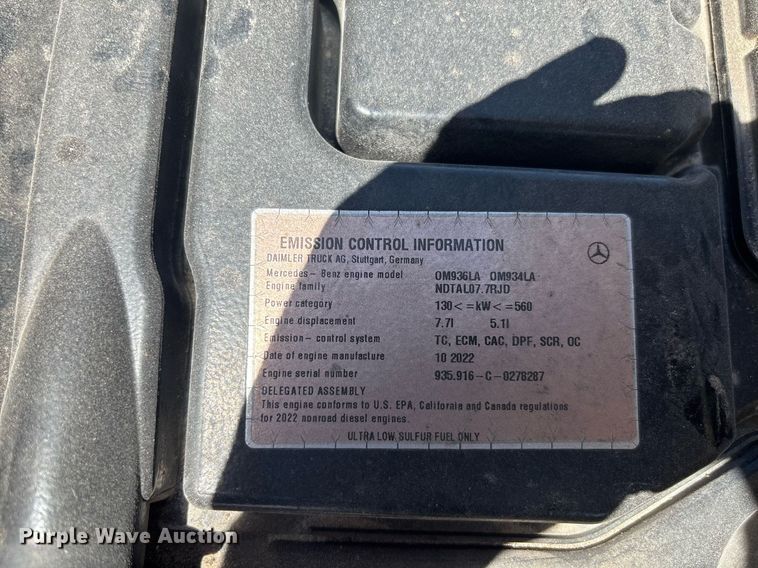 EMISSION CONTROL INFORMATION
DAIMLER TRUCK AG, Stuttgart, Germany
Mercedes- Benz engine model OM936LA OM934LA
Engine family NDTAL07.7RJD
Power category 130<=kW<=560
Engine displacement 7.7l 5.1l
Emission- control system TC, ECM, CAC, DPF, SCR, OC
Date of engine manufacture 10 2022
Engine serial number 935.916-C-0278287
DELEGATED ASSEMBLY
This engine conforms to U.S. EPA, California and Canada regulations
for 2022 nonroad diesel engines.
ULTRA LOW SULFUR FUEL ONLY
Purple Wave Auction